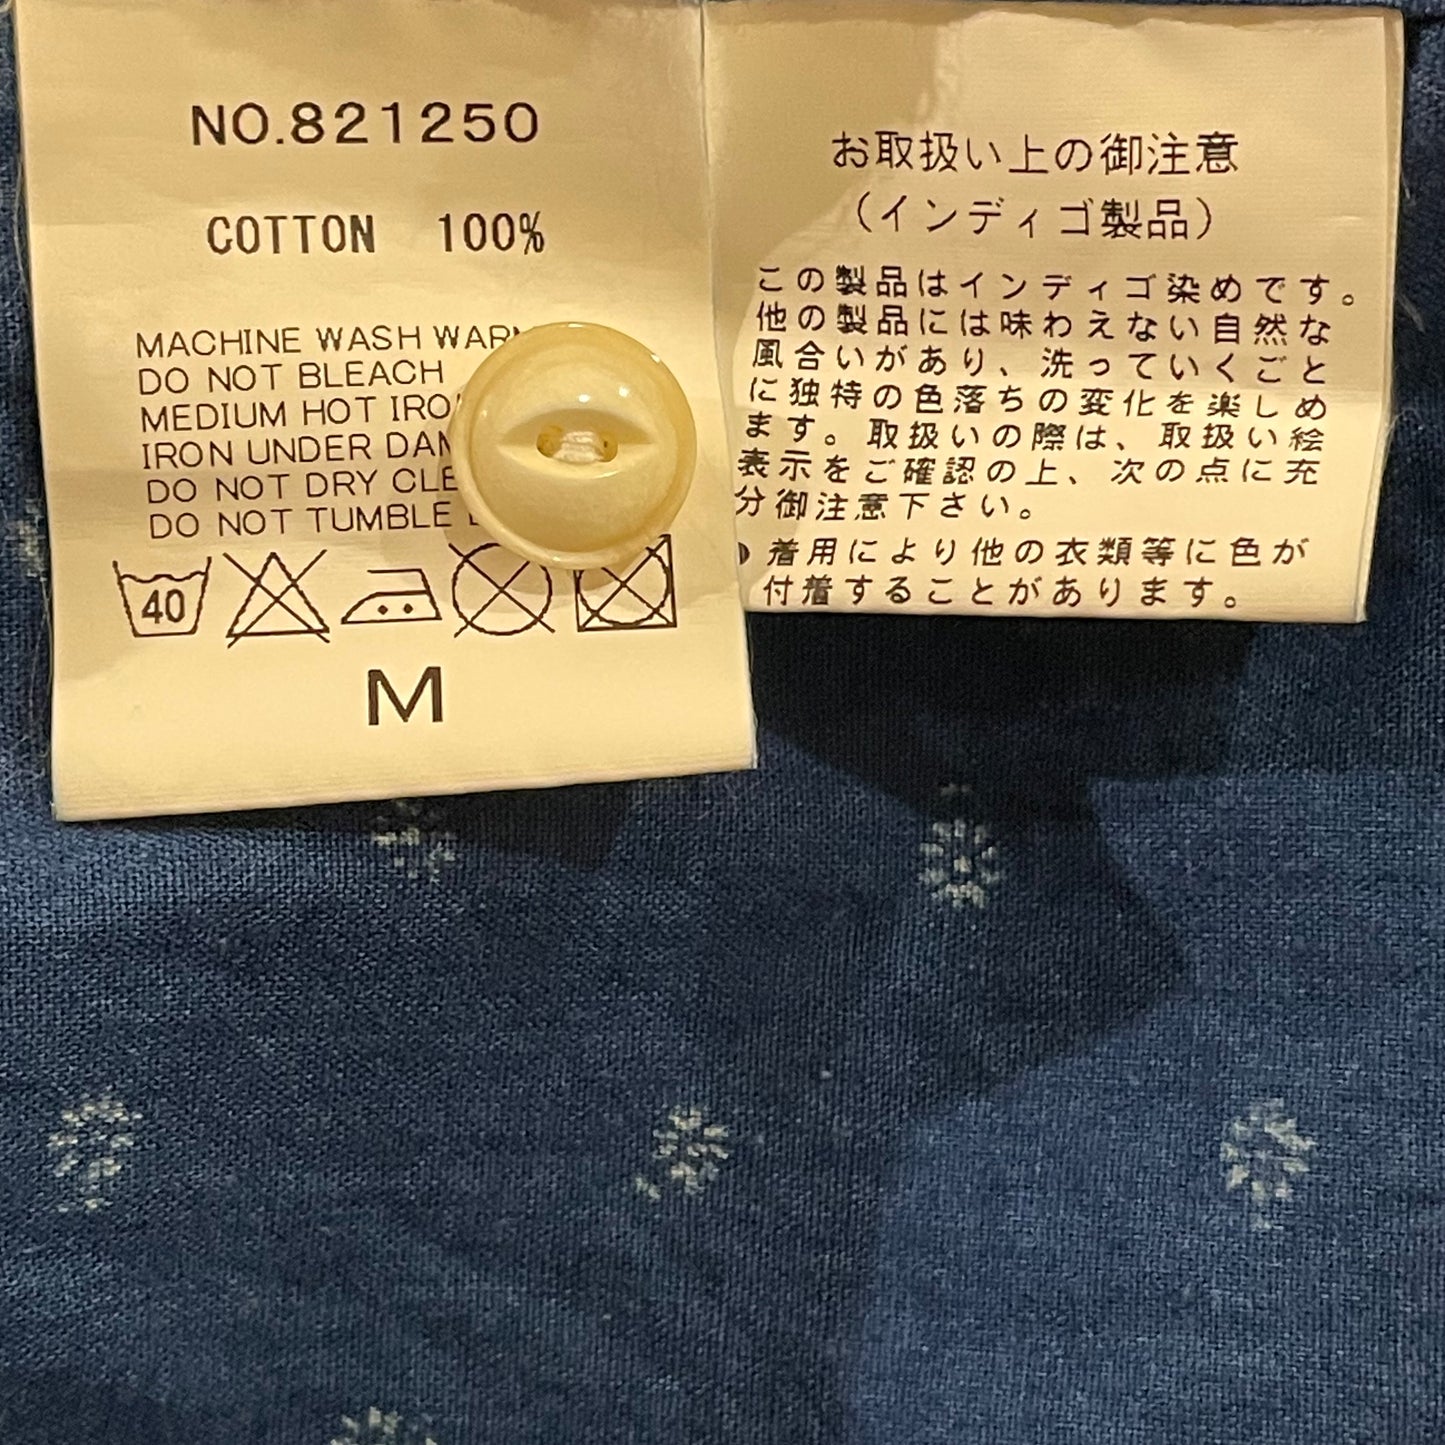 NO.821250
COTTON 100%
MACHINE WASH WARM
DO NOT BLEACH
MEDIUM HOT
IRON UNDER
DO NOT DRY
DO NOT TUMBLE
40
M
お取扱い上の御注意
（インディゴ製品）
この製品はインディゴ染めです。
他の製品には味わえない自然な
風合いがあり、洗っていくごと
に独特の色落ちの変化を楽しめ
ます。取扱いの際は、取扱い絵
表示をご確認の上、次の点に充
分御注意下さい。
着用により他の衣類等に色が
付着することがあります。